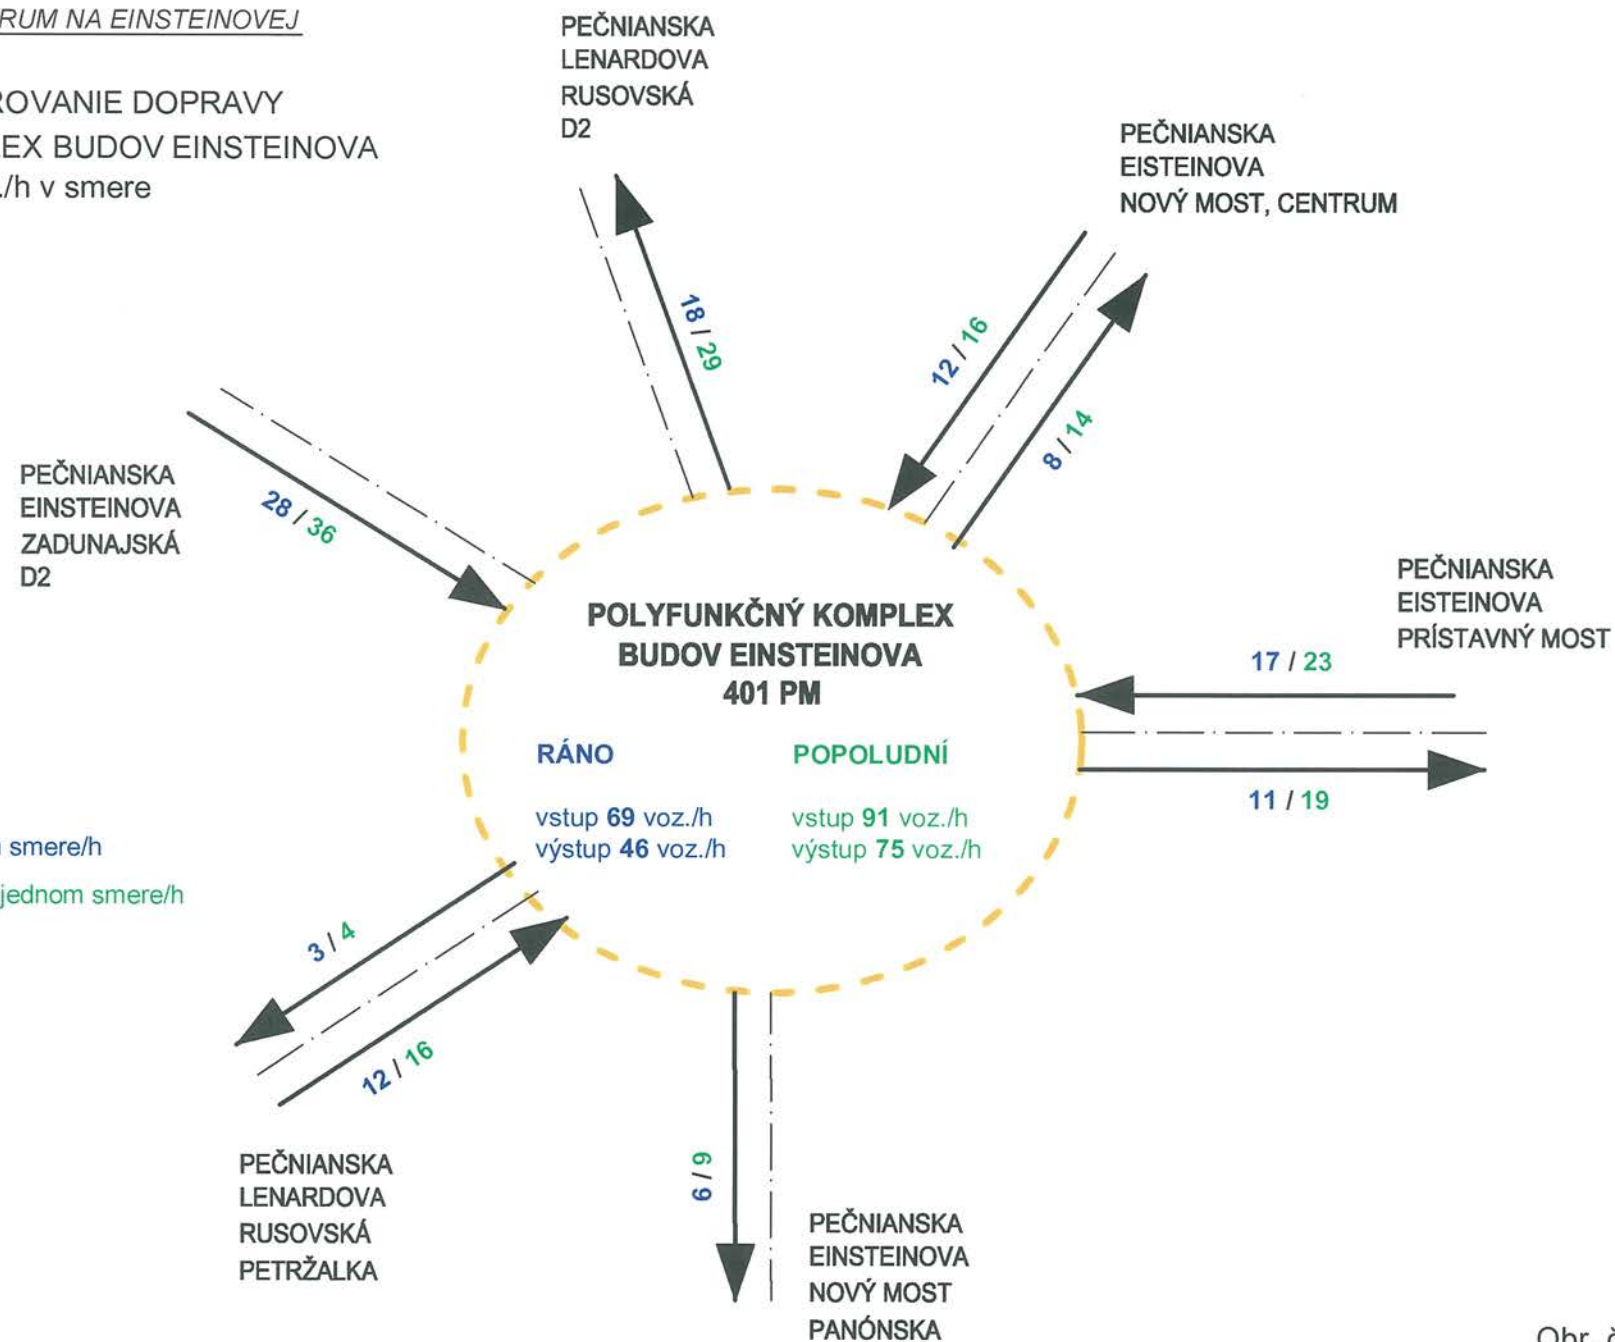 RUM NA EINSTEINOVEJ
ROVANIE DOPRAVY
EX BUDOV EINSTEINOVA
./h v smere
PEČNIANSKA
LENARDOVA
RUSOVSKÁ
D2
PEČNIANSKA
EISTEINOVA
NOVÝ MOST, CENTRUM
18 / 29
12 / 16
8 / 14
PEČNIANSKA
EINSTEINOVA
ZADUNAJSKÁ
D2
28 / 36
PEČNIANSKA
EISTEINOVA
PRÍSTAVNÝ MOST
17 / 23
11 / 19
POLYFUNKČNÝ KOMPLEX
BUDOV EINSTEINOVA
401 PM
RÁNO
vstup 69 voz./h
výstup 46 voz./h
POPOLUDNÍ
vstup 91 voz./h
výstup 75 voz./h
smere/h
jednom smere/h
3 / 4
12 / 16
PEČNIANSKA
LENARDOVA
RUSOVSKÁ
PETRŽALKA
6 / 9
PEČNIANSKA
EINSTEINOVA
NOVÝ MOST
PANÓNSKA